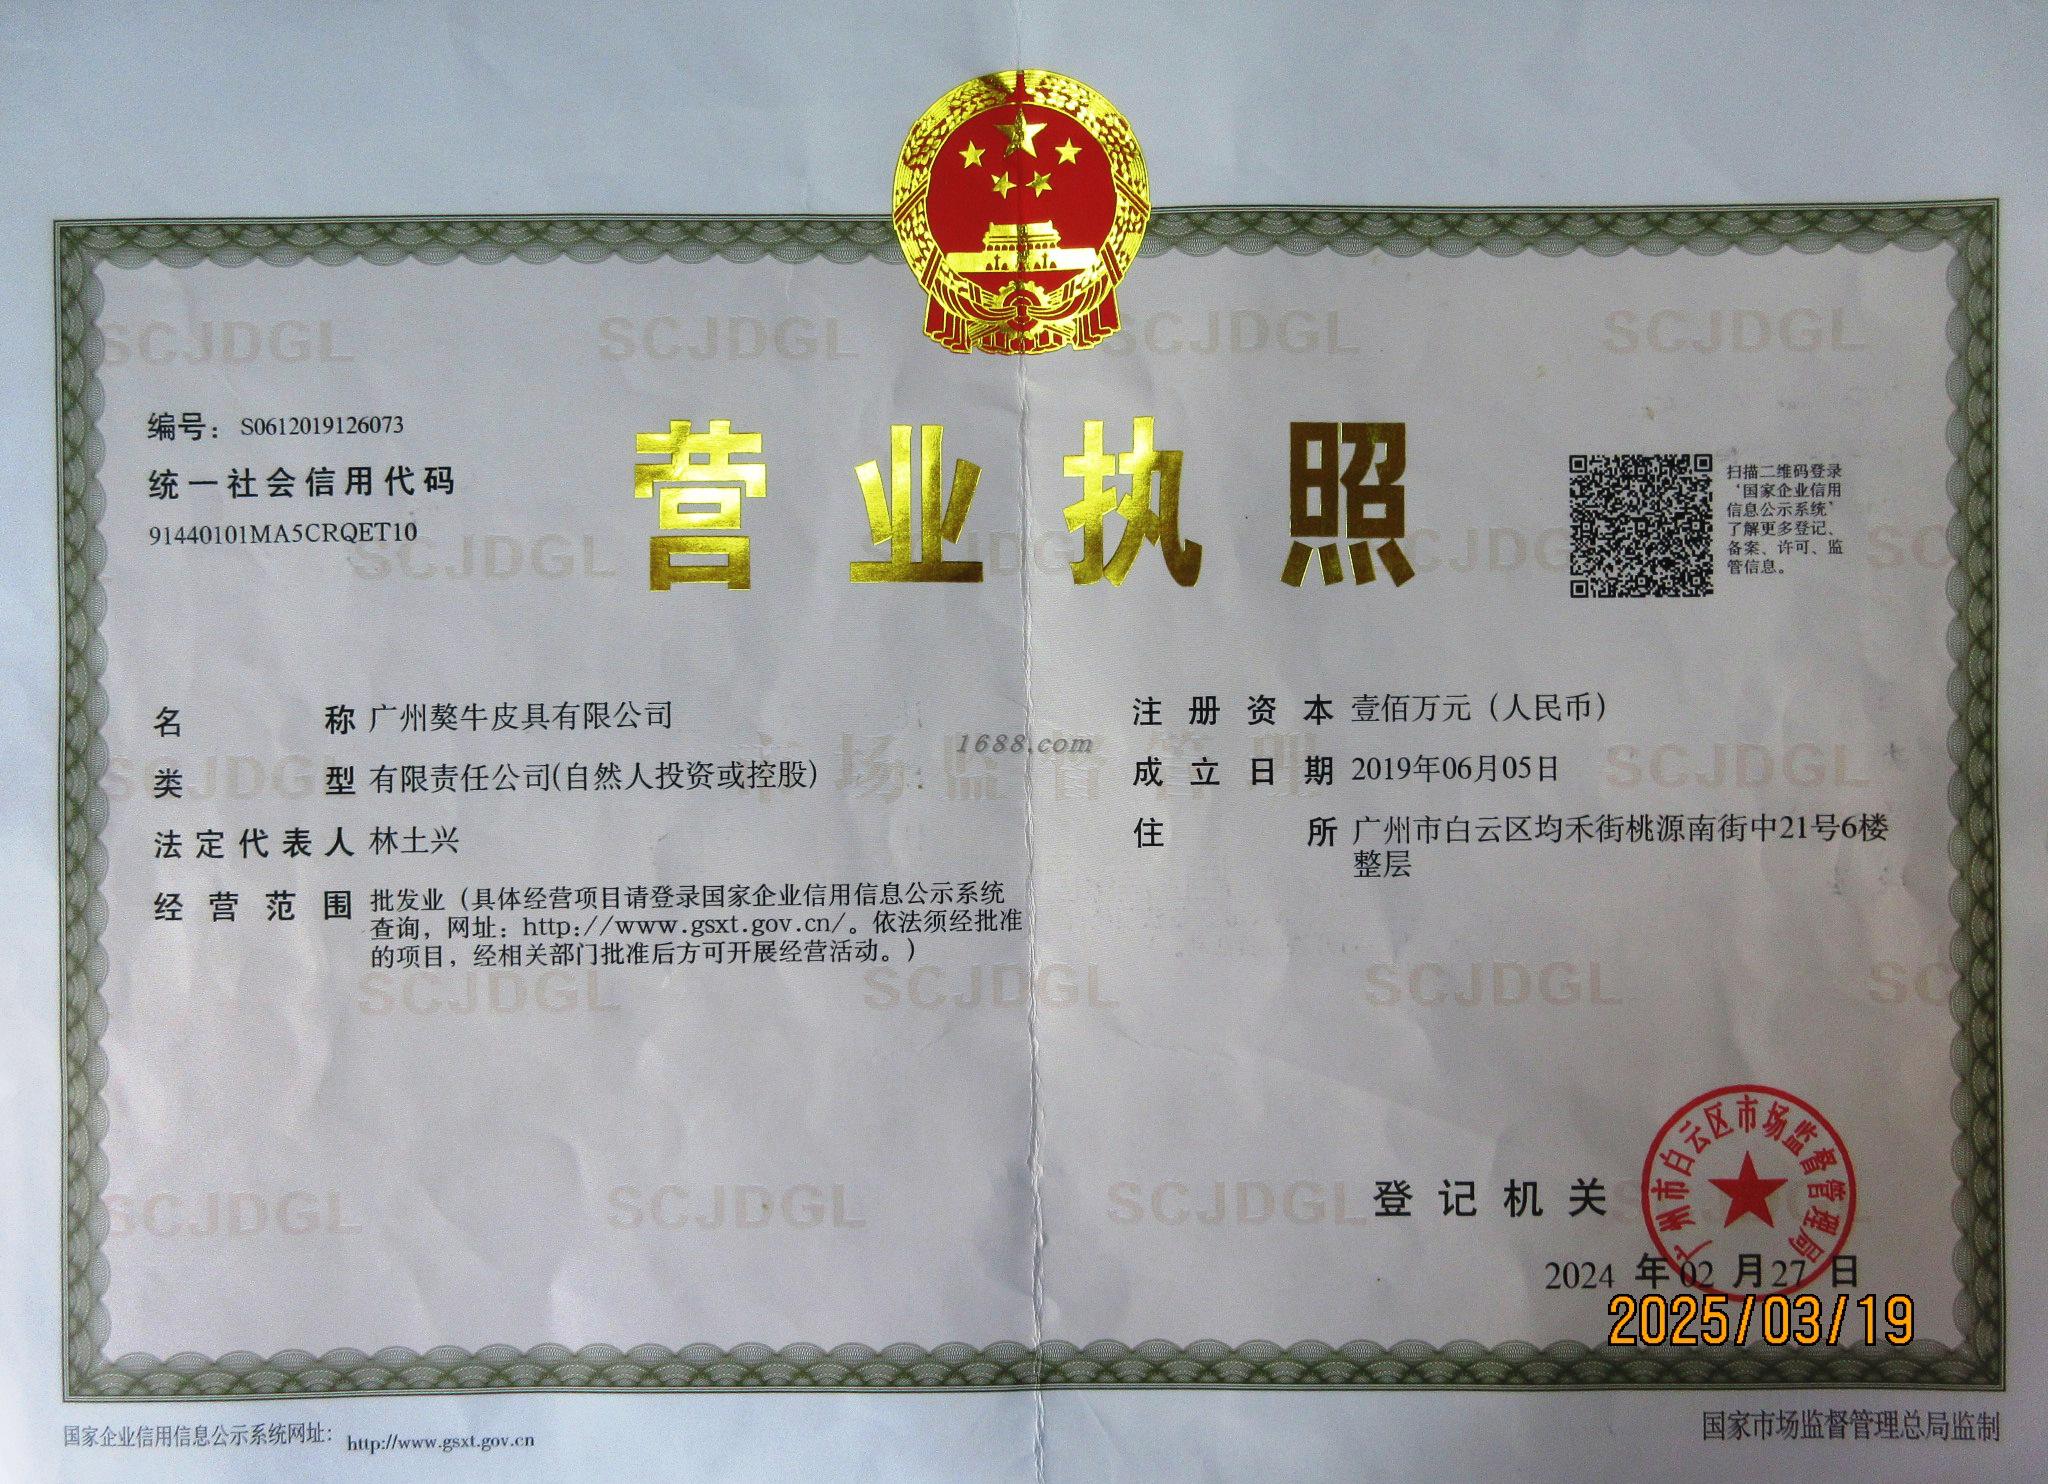 编号： S0612019126073
统一社会信用代码
91440101MA5CRQET10
营业执照
扫描二维码登录
‘国家企业信用
信息公示系统’
了解更多登记、
备案、许可、监
管信息。
名称 广州獒牛皮具有限公司
类型 有限责任公司(自然人投资或控股)
法定代表人 林土兴
经营范围 批发业（具体经营项目请登录国家企业信用信息公示系统
查询，网址：http://www.gsxt.gov.cn/。依法须经批准
的项目，经相关部门批准后方可开展经营活动。）
注册资本 壹佰万元（人民币）
成立日期 2019年06月05日
住所 广州市白云区均禾街桃源南街中21号6楼
整层
1688.com
市场监督管理
SCJDGL
登记机关
广州市白云区市场监督管理局
2024 年 02 月 27 日
2025/03/19
国家企业信用信息公示系统网址： http://www.gsxt.gov.cn
国家市场监督管理总局监制